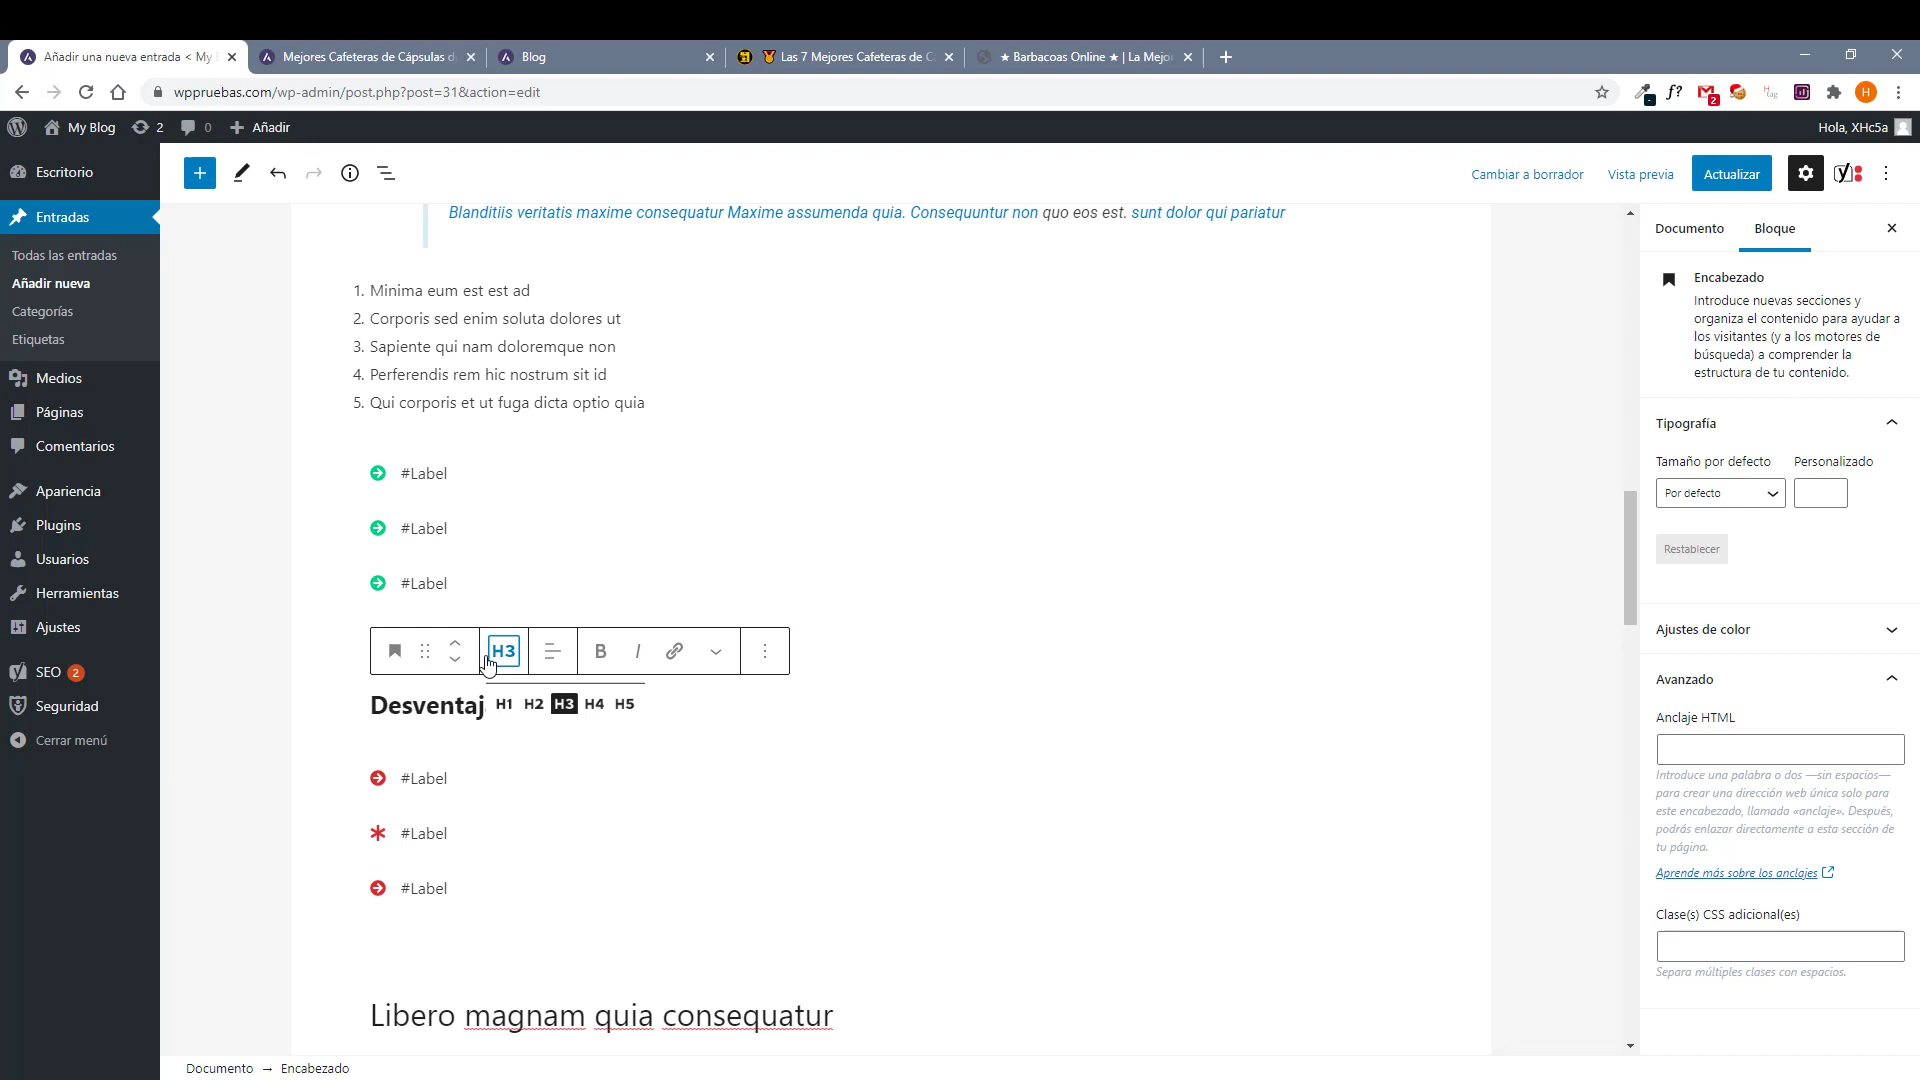 Añadir una nueva entrada < My B
Mejores Cafeteras de Cápsulas d
Blog
Las 7 Mejores Cafeteras de C
★ Barbacoas Online ★ | La Mejo
wppruebas.com/wp-admin/post.php?post=31&action=edit
f?
2
H
My Blog
2
0
Añadir
Hola, XHc5a
Escritorio
Entradas
Todas las entradas
Añadir nueva
Categorías
Etiquetas
Medios
Páginas
Comentarios
Apariencia
Plugins
Usuarios
Herramientas
Ajustes
SEO 2
Seguridad
Cerrar menú
Cambiar a borrador
Vista previa
Actualizar
Blanditiis veritatis maxime consequatur Maxime assumenda quia. Consequuntur non quo eos est. sunt dolor qui pariatur
1. Minima eum est est ad
2. Corporis sed enim soluta dolores ut
3. Sapiente qui nam doloremque non
4. Perferendis rem hic nostrum sit id
5. Qui corporis et ut fuga dicta optio quia
#Label
#Label
#Label
H3
B I
Desventaj
H1 H2 H3 H4 H5
#Label
#Label
#Label
Libero magnam quia consequatur
Documento → Encabezado
Documento
Bloque
Encabezado
Introduce nuevas secciones y
organiza el contenido para ayudar a
los visitantes (y a los motores de
búsqueda) a comprender la
estructura de tu contenido.
Tipografía
Tamaño por defecto
Personalizado
Por defecto
Restablecer
Ajustes de color
Avanzado
Anclaje HTML
Introduce una palabra o dos —sin espacios—
para crear una dirección web única solo para
este encabezado, llamada «anclaje». Después,
podrás enlazar directamente a esta sección de
tu página.
Aprende más sobre los anclajes
Clase(s) CSS adicional(es)
Separa múltiples clases con espacios.